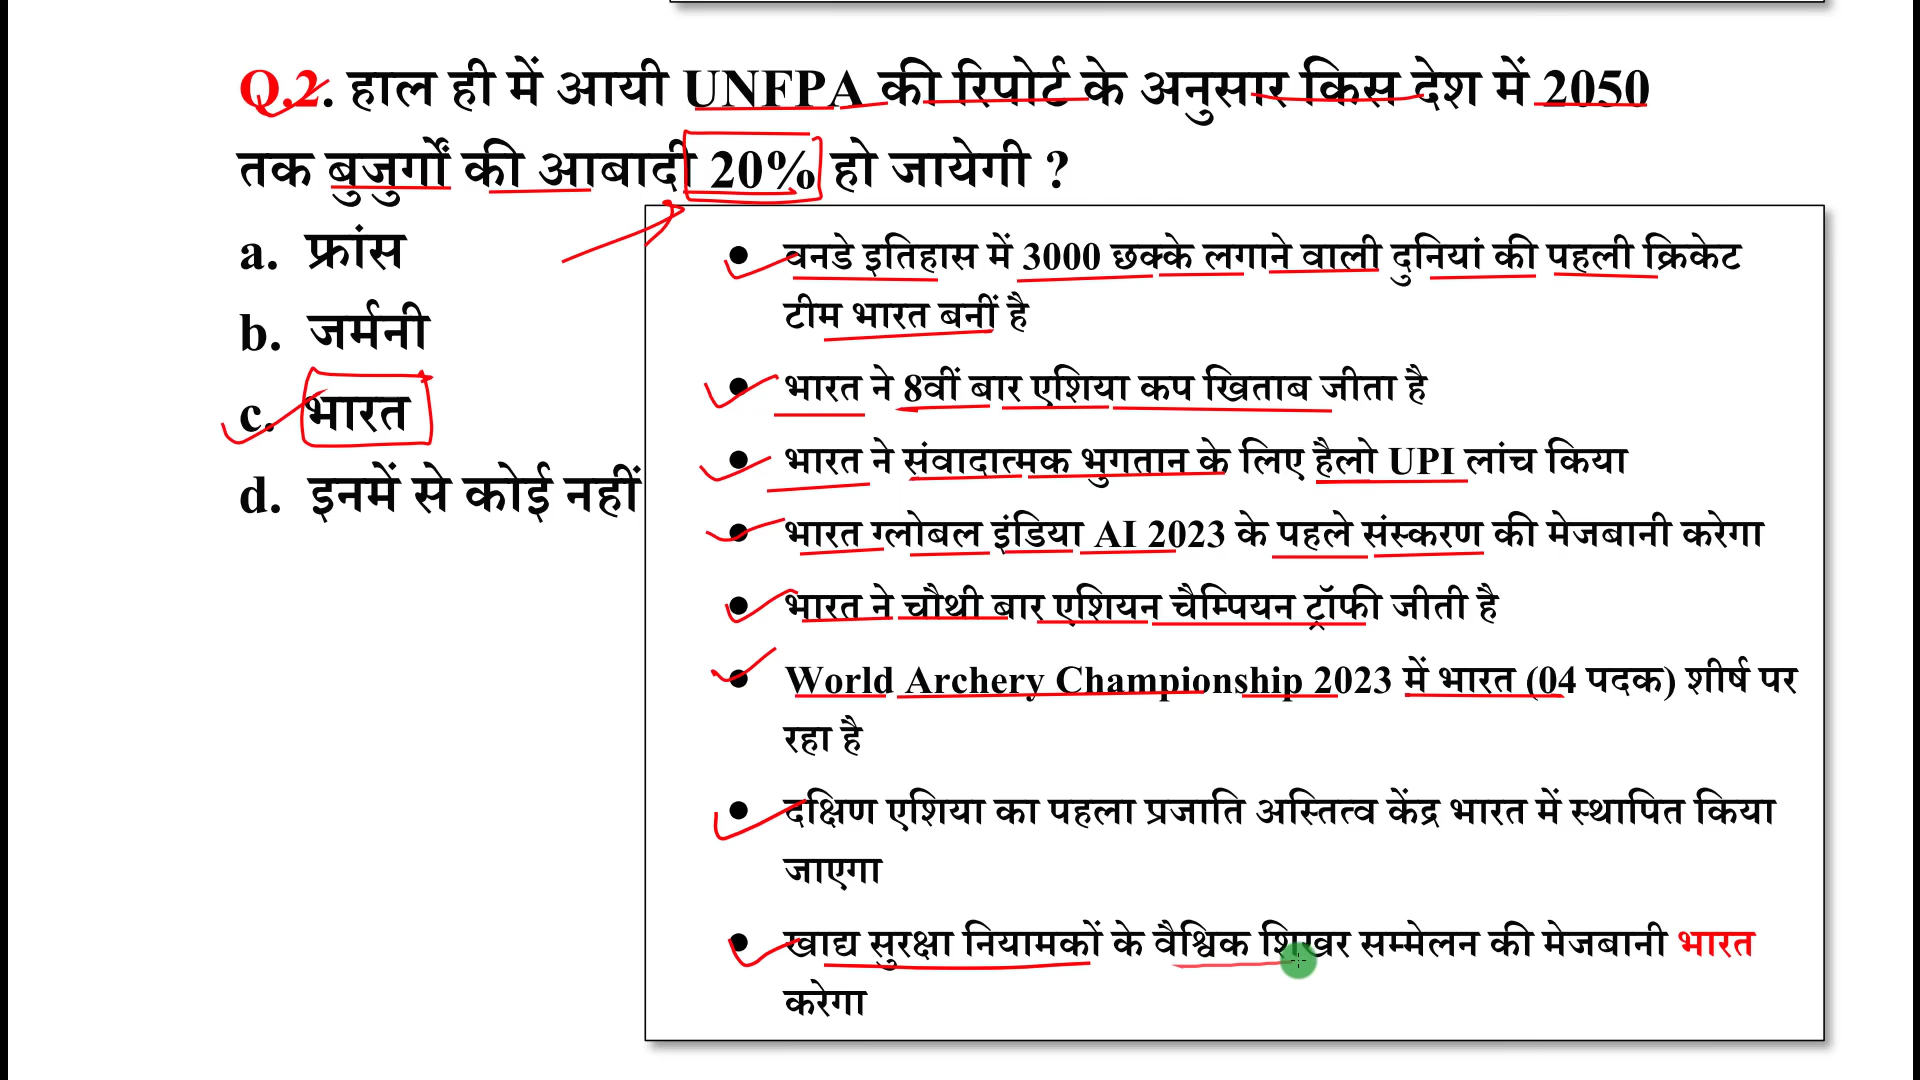 Q.2. हाल ही में आयी UNFPA की रिपोर्ट के अनुसार किस देश में 2050
तक बुजुर्गों की आबादी 20% हो जायेगी ?
a. फ्रांस
b. जर्मनी
c. भारत
d. इनमें से कोई नहीं
● वनडे इतिहास में 3000 छक्के लगाने वाली दुनियां की पहली क्रिकेट
टीम भारत बनीं है
● भारत ने 8वीं बार एशिया कप खिताब जीता है
● भारत ने संवादात्मक भुगतान के लिए हैलो UPI लांच किया
● भारत ग्लोबल इंडिया AI 2023 के पहले संस्करण की मेजबानी करेगा
● भारत ने चौथी बार एशियन चैम्पियन ट्रॉफी जीती है
● World Archery Championship 2023 में भारत (04 पदक) शीर्ष पर
रहा है
● दक्षिण एशिया का पहला प्रजाति अस्तित्व केंद्र भारत में स्थापित किया
जाएगा
● खाद्य सुरक्षा नियामकों के वैश्विक शिखर सम्मेलन की मेजबानी भारत
करेगा